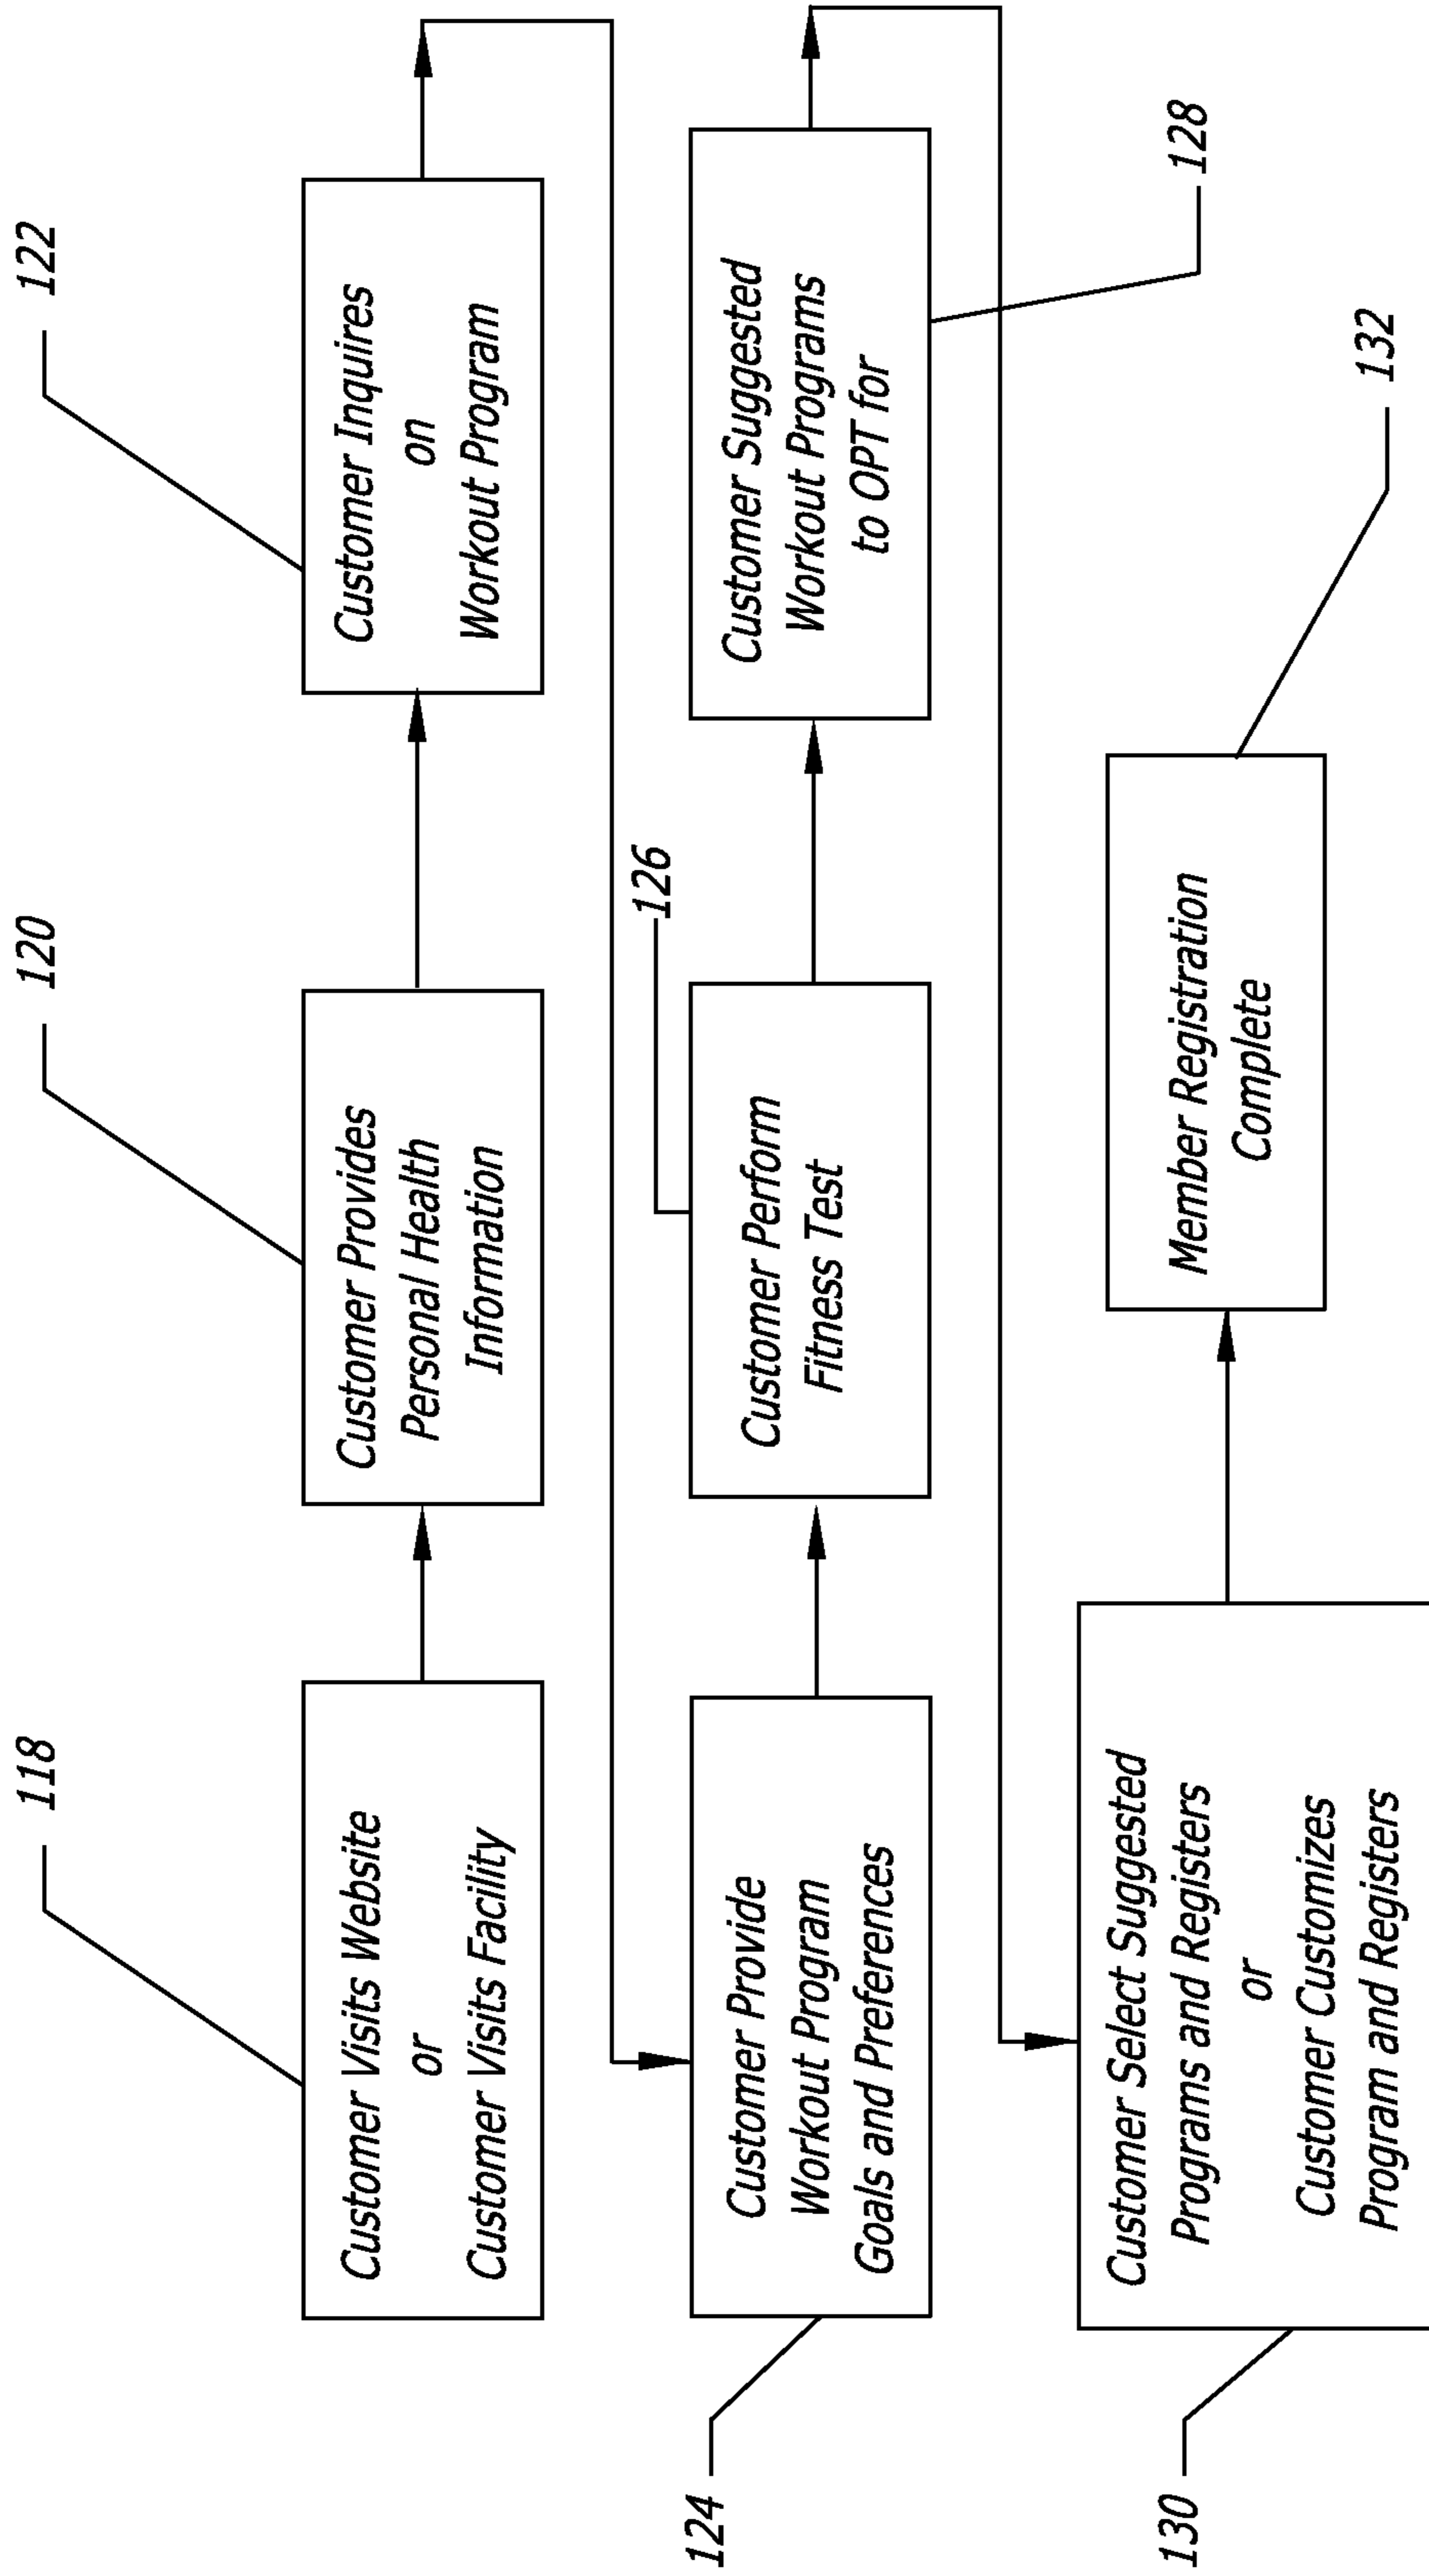 118
120
122
Customer Visits Website
or
Customer Visits Facility
Customer Provides
Personal Health
Information
Customer Inquires
on
Workout Program
124
126
Customer Provide
Workout Program
Goals and Preferences
Customer Perform
Fitness Test
Customer Suggested
Workout Programs
to OPT for
128
130
Customer Select Suggested
Programs and Registers
or
Customer Customizes
Program and Registers
Member Registration
Complete
132